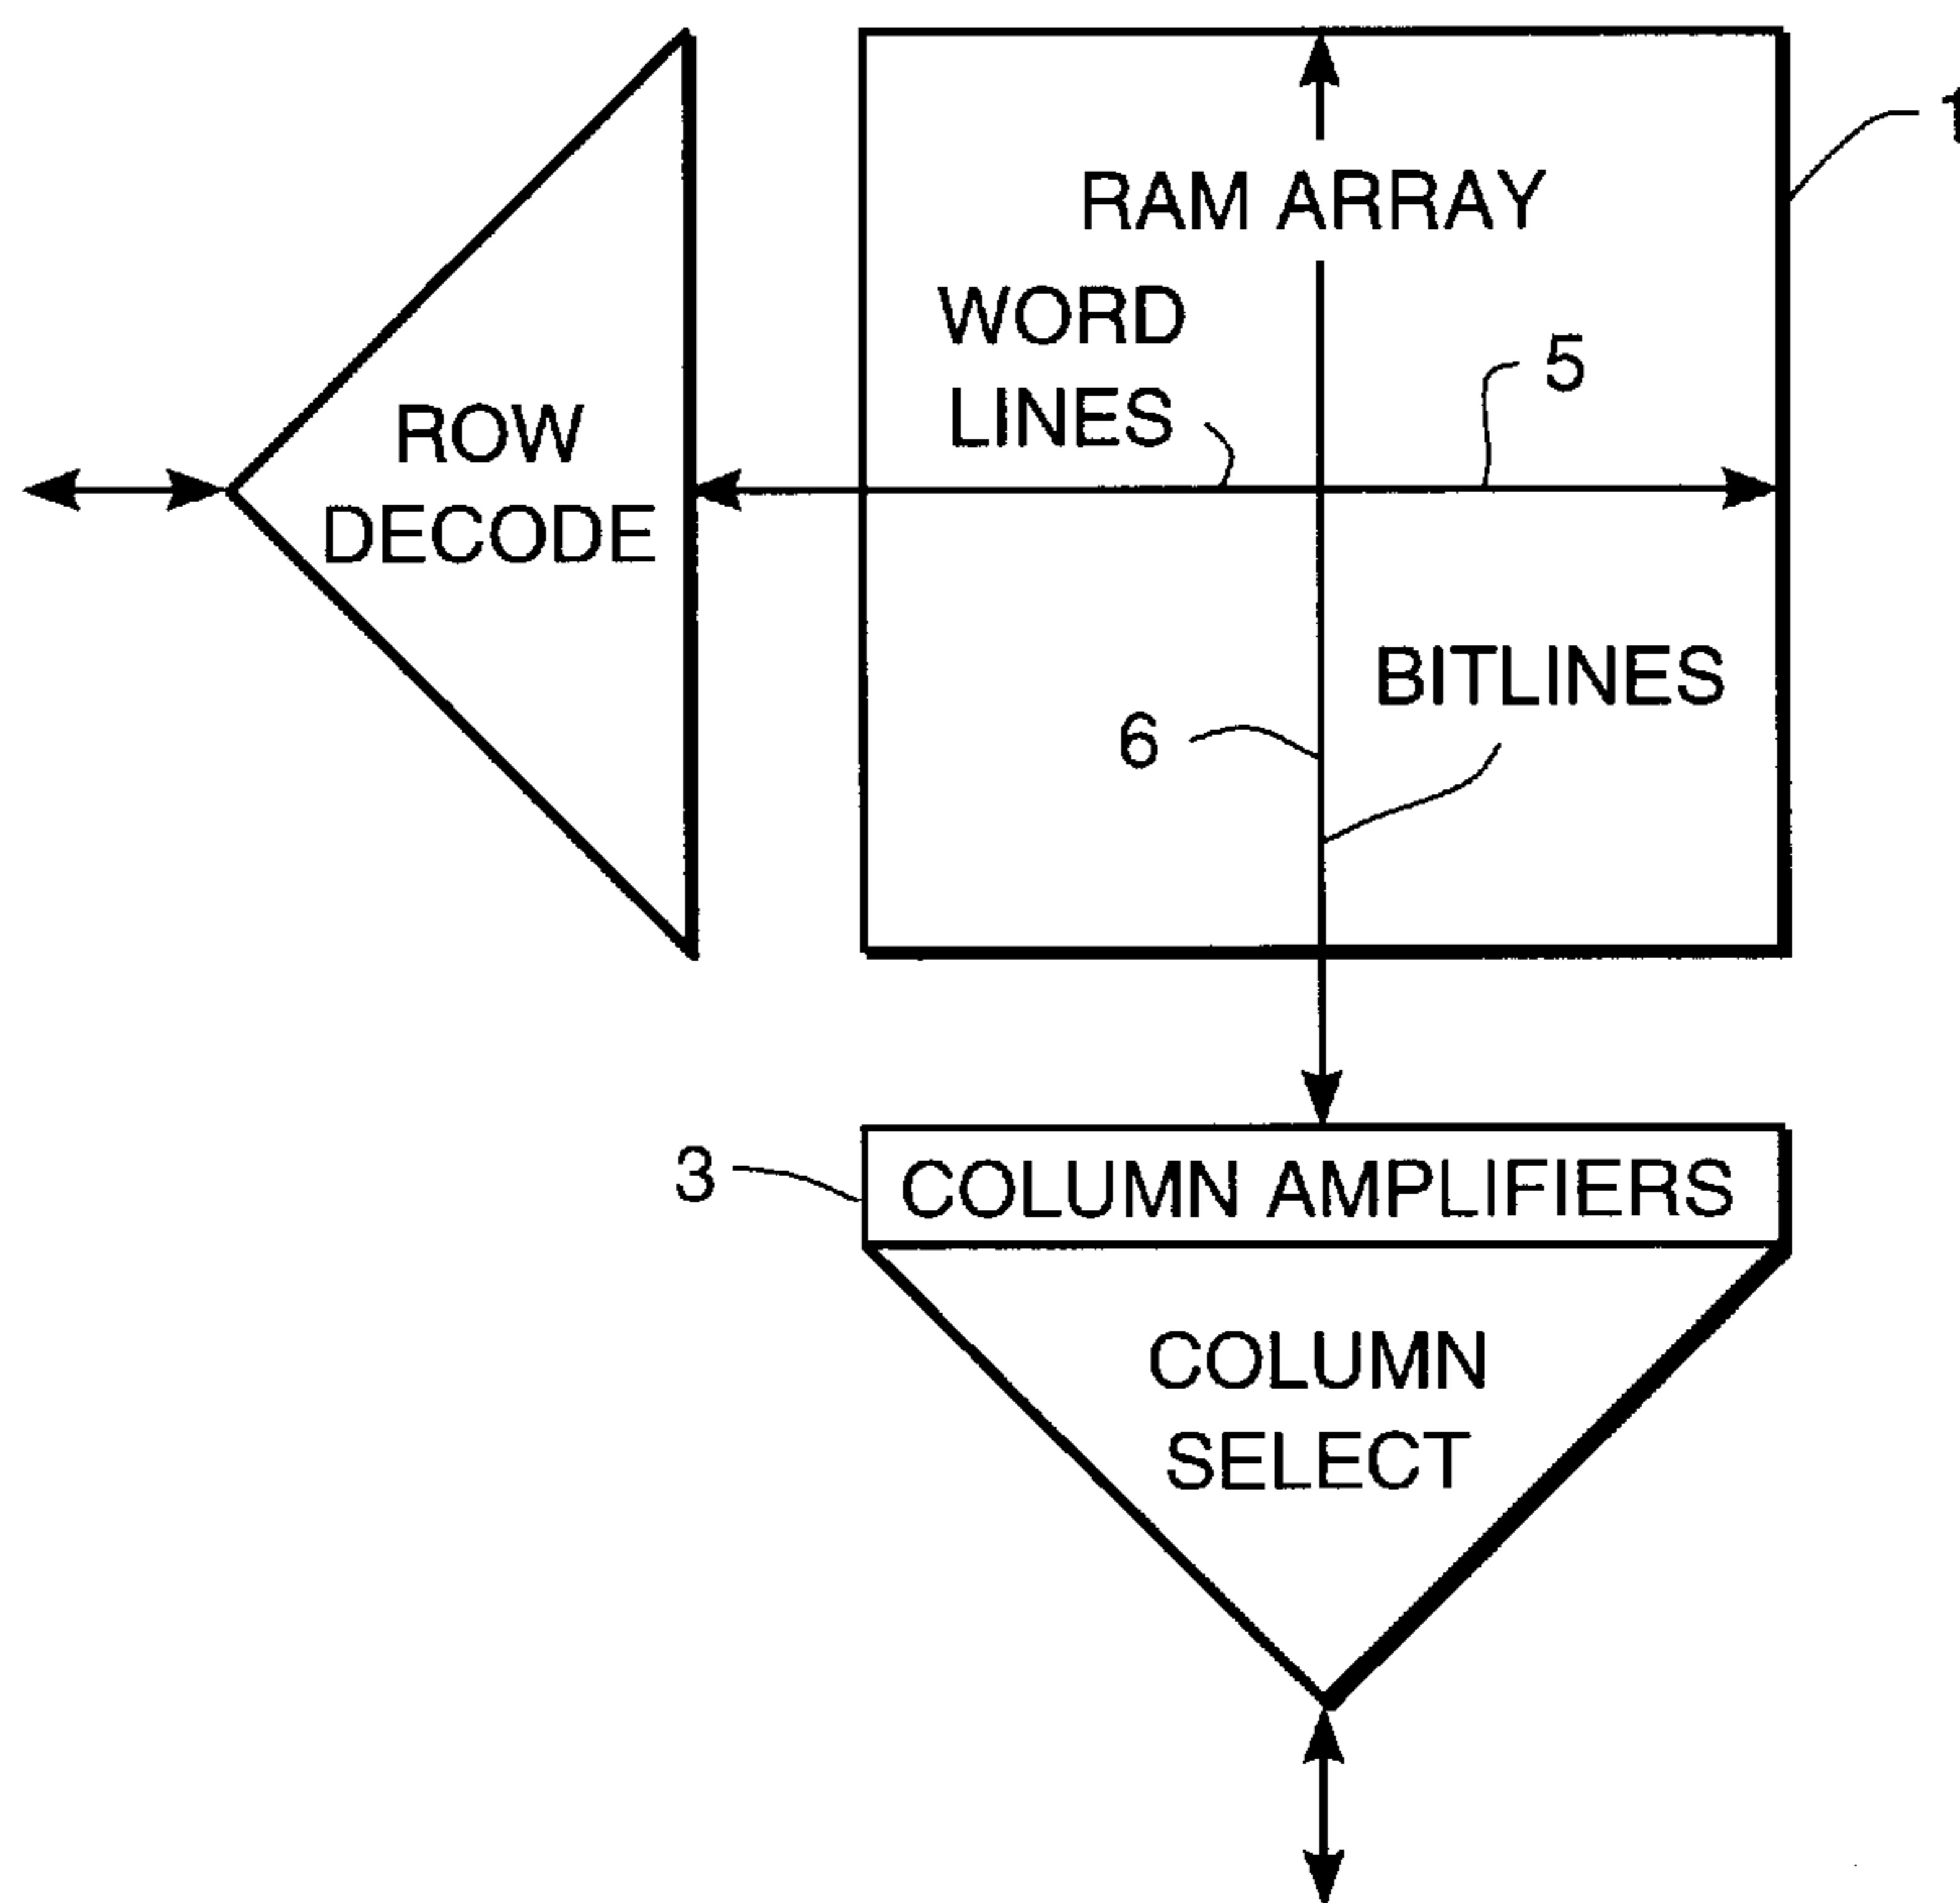 1
RAM ARRAY
WORD
LINES
5
ROW
DECODE
BITLINES
6
3
COLUMN AMPLIFIERS
COLUMN
SELECT